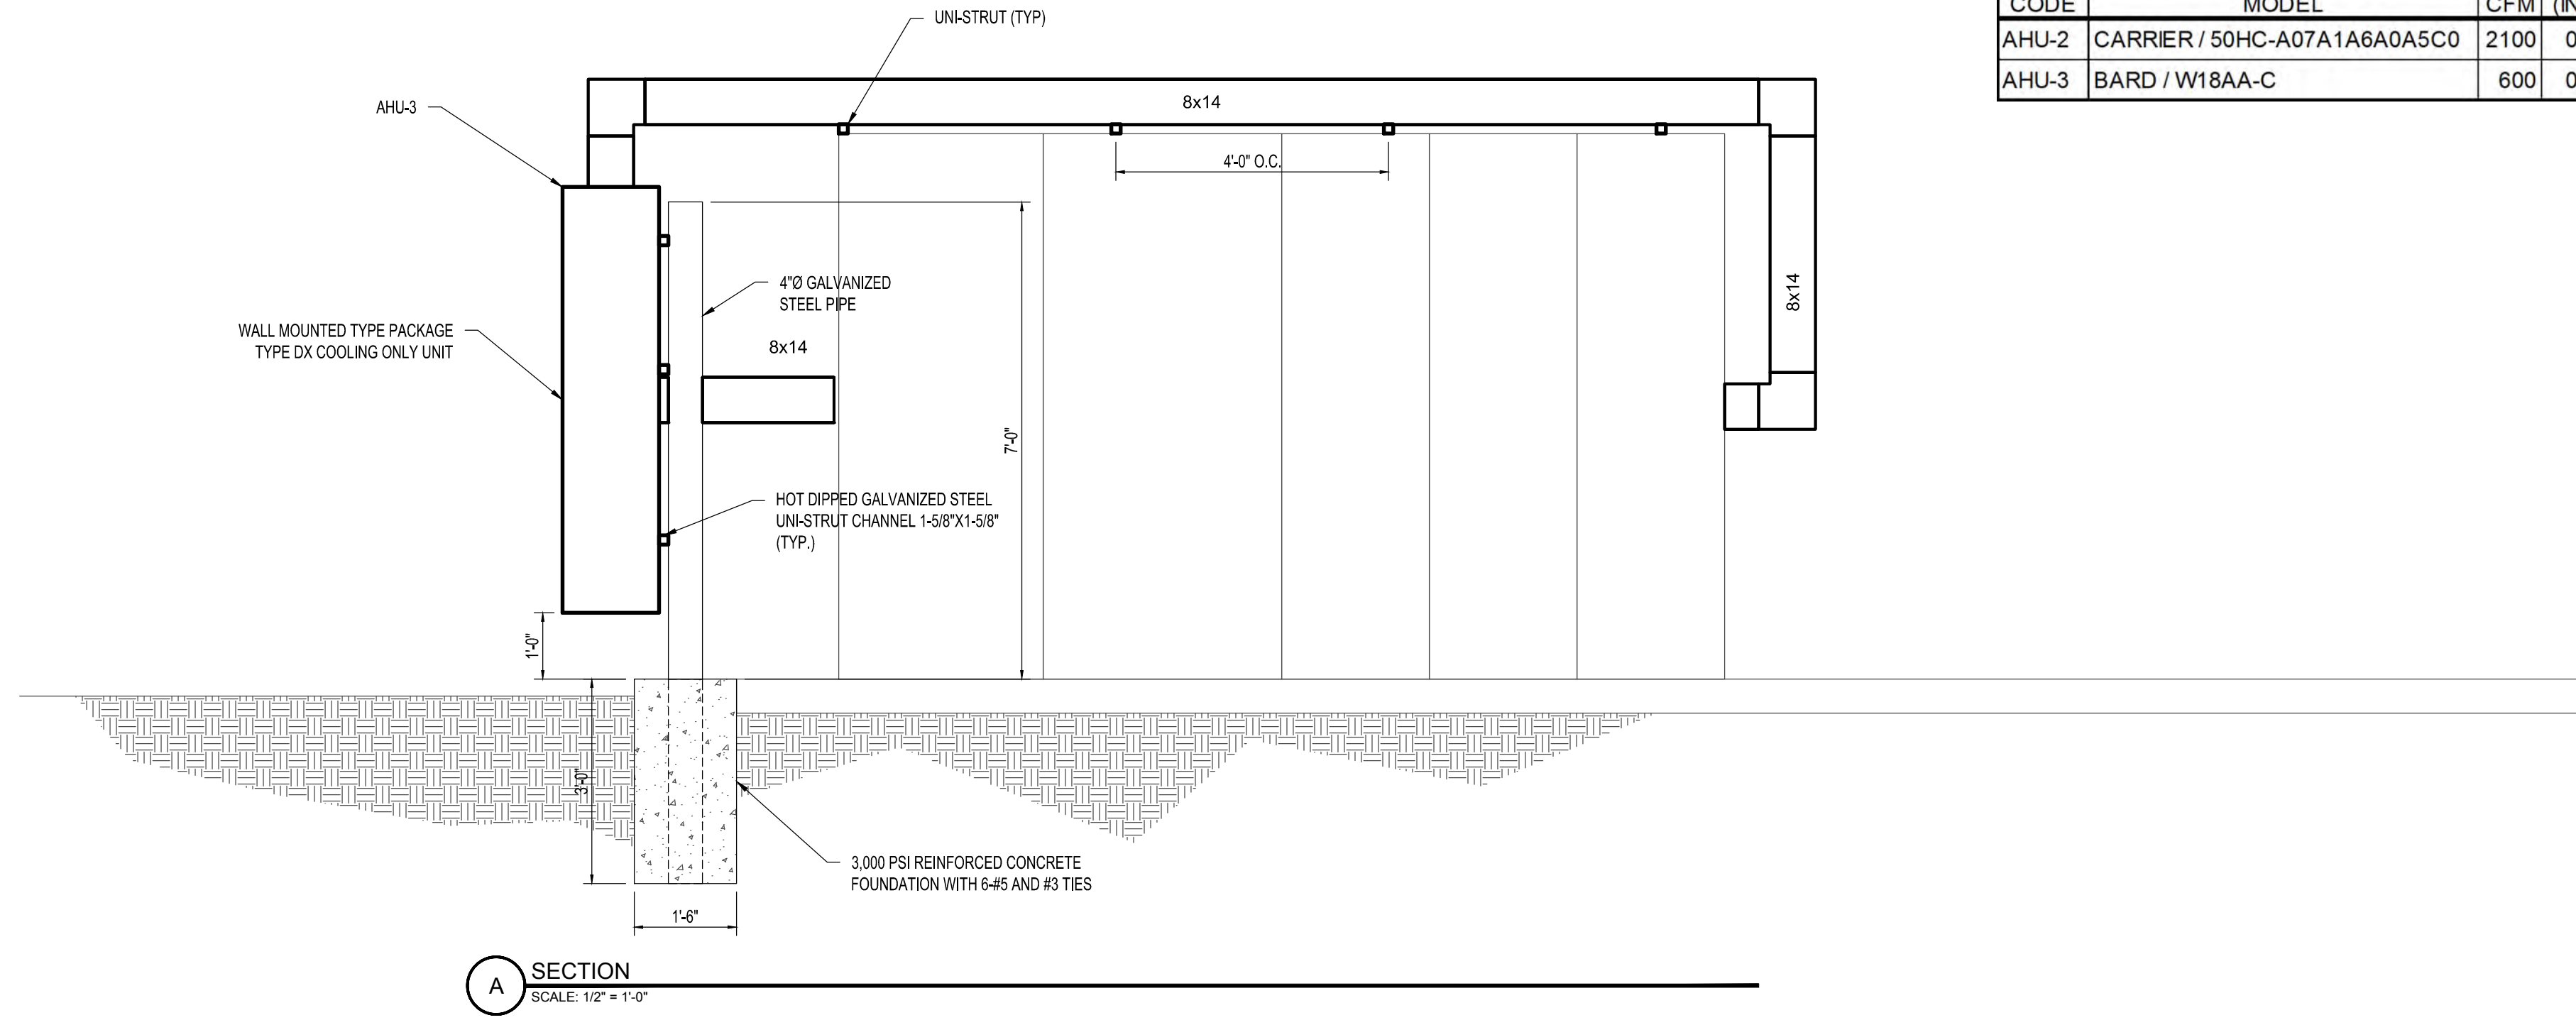 UNI-STRUT (TYP)
CODE MODEL CFM (IN
AHU-2 CARRIER / 50HC-A07A1A6A0A5C0 2100 0
AHU-3 BARD / W18AA-C 600 0
AHU-3
8x14
4'-0" O.C.
4"Ø GALVANIZED
STEEL PIPE
8x14
8x14
WALL MOUNTED TYPE PACKAGE
TYPE DX COOLING ONLY UNIT
7'-0"
HOT DIPPED GALVANIZED STEEL
UNI-STRUT CHANNEL 1-5/8"X1-5/8"
(TYP.)
1'-0"
3'-0"
3,000 PSI REINFORCED CONCRETE
FOUNDATION WITH 6-#5 AND #3 TIES
1'-6"
A SECTION
SCALE: 1/2" = 1'-0"